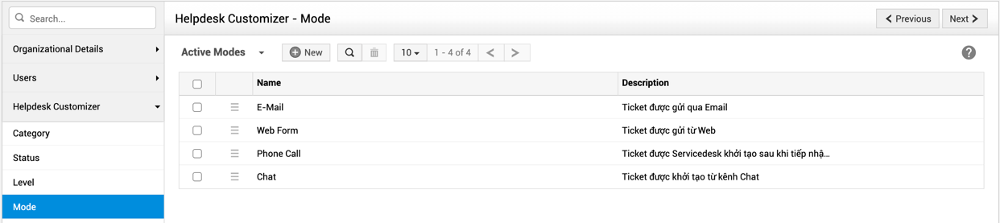 Search...
Helpdesk Customizer - Mode
Previous
Next
Organizational Details
Users
Helpdesk Customizer
Category
Status
Level
Mode
Active Modes
New
10
1 - 4 of 4
?
Name Description
E-Mail Ticket được gửi qua Email
Web Form Ticket được gửi từ Web
Phone Call Ticket được Servicedesk khởi tạo sau khi tiếp nhậ...
Chat Ticket được khởi tạo từ kênh Chat